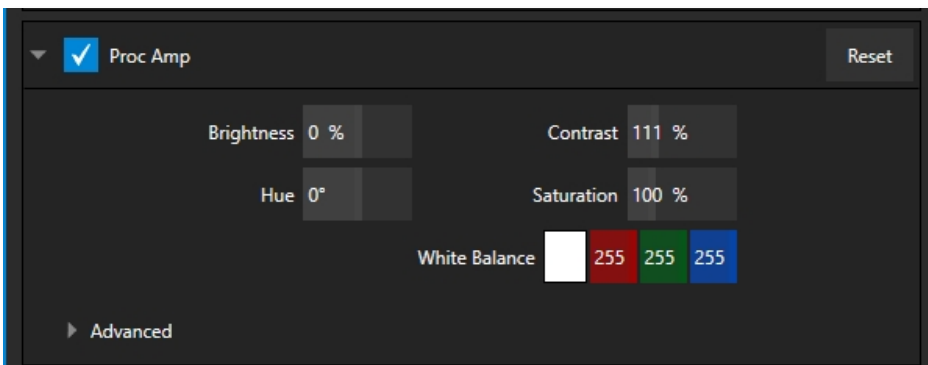 Proc Amp Reset
Brightness 0 % Contrast 111 %
Hue 0° Saturation 100 %
White Balance 255 255 255
Advanced